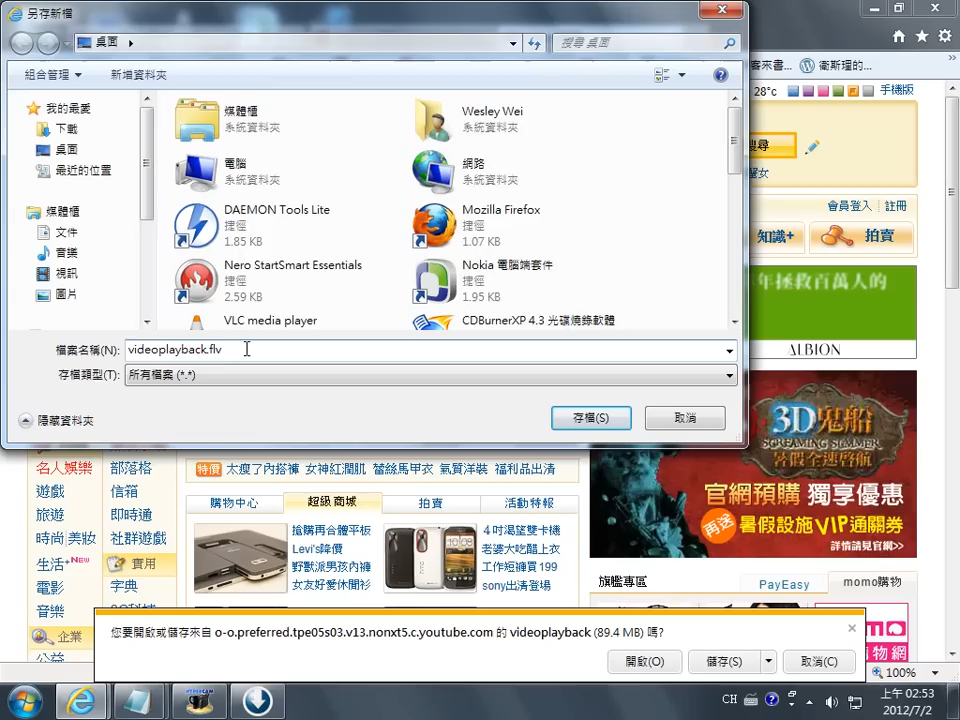 另存新檔
桌面
搜尋 桌面
組合管理
新增資料夾
我的最愛
下載
桌面
最近的位置
媒體櫃
文件
音樂
視訊
圖片
媒體櫃
系統資料夾
Wesley Wei
系統資料夾
電腦
系統資料夾
網路
系統資料夾
DAEMON Tools Lite
捷徑
1.85 KB
Mozilla Firefox
捷徑
1.07 KB
Nero StartSmart Essentials
捷徑
2.59 KB
Nokia 電腦端套件
捷徑
1.95 KB
VLC media player
CDBurnerXP 4.3 光碟燒錄軟體
檔案名稱(N):
videoplayback.flv
存檔類型(T):
所有檔案 (*.*)
隱藏資料夾
存檔(S)
取消
客來書...
衛斯理的...
28°c
手機版
搜尋
會員登入
註冊
知識+
拍賣
年拯救百萬人的
ALBION
3D鬼船
SCREAMING SUMMER
暑假全速啓航
官網預購 獨享優惠
再送
暑假設施VIP通關券
詳情請見官網>>
特價
太瘦了內搭褲 女神紅潤肌 蕾絲馬甲衣 氣質洋裝 福利品出清
名人娛樂
部落格
遊戲
信箱
旅遊
即時通
時尚|美妝
社群遊戲
生活+New
實用
電影
字典
音樂
企業
公益
購物中心
超級商城
拍賣
活動特報
搶購再合體平板
Levi's降價
野獸派男孩內褲
女友好愛休閒衫
4吋渴望雙卡機
老婆大吃醋上衣
工作短褲買199
sony出清登場
旗艦專區
PayEasy
momo購物
您要開啟或儲存來自 o-o.preferred.tpe05s03.v13.nonxt5.c.youtube.com 的 videoplayback (89.4 MB) 嗎?
開啟(O)
儲存(S)
取消(C)
100%
CH
上午 02:53
2012/7/2